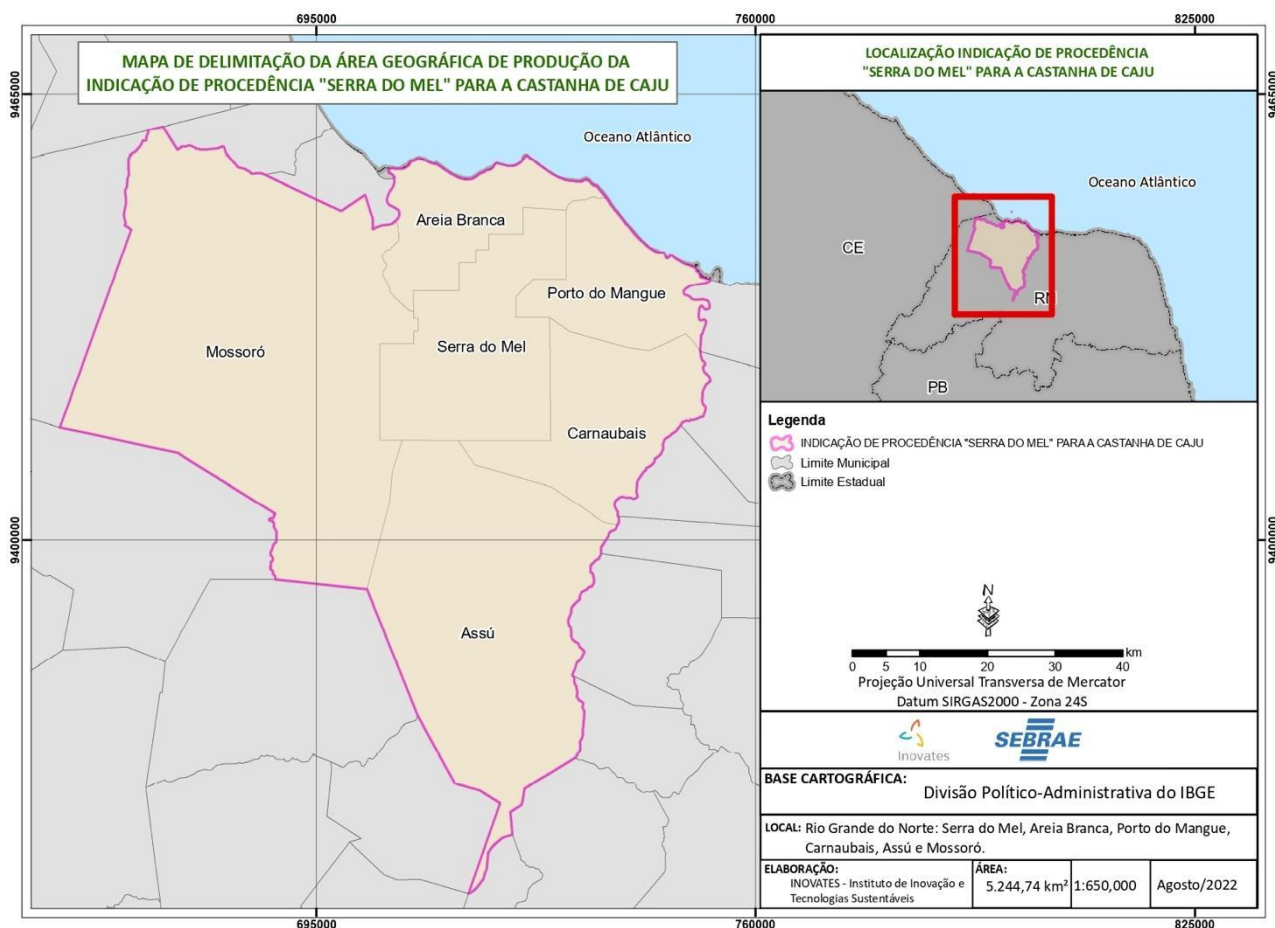 695000
760000
825000
MAPA DE DELIMITAÇÃO DA ÁREA GEOGRÁFICA DE PRODUÇÃO DA
INDICAÇÃO DE PROCEDÊNCIA "SERRA DO MEL" PARA A CASTANHA DE CAJU
9465000
Oceano Atlântico
Areia Branca
Porto do Mangue
Mossoró
Serra do Mel
Carnaubais
9400000
Assú
LOCALIZAÇÃO INDICAÇÃO DE PROCEDÊNCIA
"SERRA DO MEL" PARA A CASTANHA DE CAJU
9465000
Oceano Atlântico
CE
RN
PB
Legenda
INDICAÇÃO DE PROCEDÊNCIA "SERRA DO MEL" PARA A CASTANHA DE CAJU
Limite Municipal
Limite Estadual
9400000
N
km
0 5 10 20 30 40
Projeção Universal Transversa de Mercator
Datum SIRGAS2000 - Zona 24S
Inovates
SEBRAE
BASE CARTOGRÁFICA:
Divisão Político-Administrativa do IBGE
LOCAL: Rio Grande do Norte: Serra do Mel, Areia Branca, Porto do Mangue,
Carnaubais, Assú e Mossoró.
ELABORAÇÃO:
INOVATES - Instituto de Inovação e
Tecnologias Sustentáveis
ÁREA:
5.244,74 km²
1:650,000
Agosto/2022
695000
760000
825000